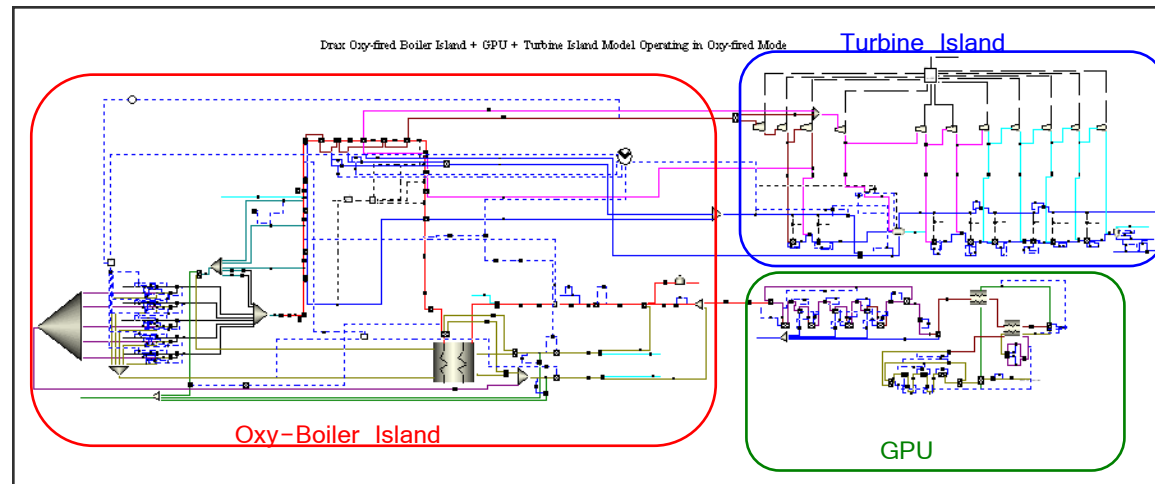 Drax Oxy-fired Boiler Island + GPU + Turbine Island Model Operating in Oxy-fired Mode
Turbine Island
Oxy-Boiler Island
GPU